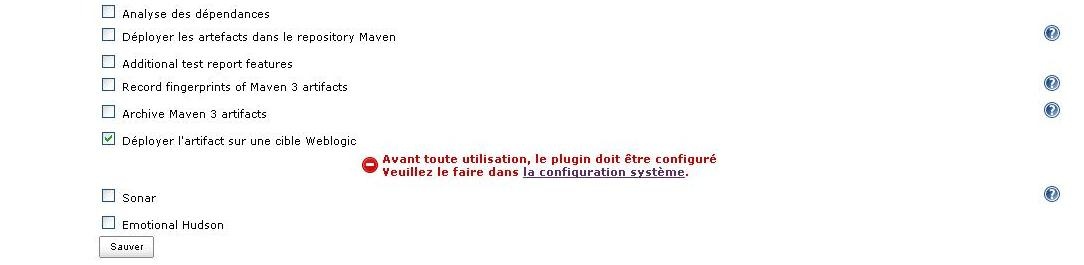 Analyse des dépendances
Déployer les artefacts dans le repository Maven
Additional test report features
Record fingerprints of Maven 3 artifacts
Archive Maven 3 artifacts
Déployer l'artifact sur une cible Weblogic
Avant toute utilisation, le plugin doit être configuré
Veuillez le faire dans la configuration système.
Sonar
Emotional Hudson
Sauver